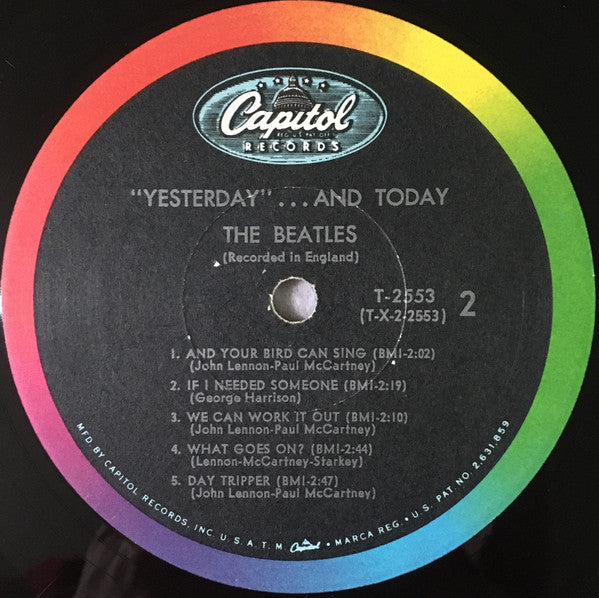 Capitol
REG. U.S. PAT. OFF.
RECORDS
"YESTERDAY" . . . AND TODAY
THE BEATLES
(Recorded in England)
T-2553
(T-X-2-2553)
2
1. AND YOUR BIRD CAN SING (BMI-2:02)
(John Lennon-Paul McCartney)
2. IF I NEEDED SOMEONE (BMI-2:19)
(George Harrison)
3. WE CAN WORK IT OUT (BMI-2:10)
(John Lennon-Paul McCartney)
4. WHAT GOES ON? (BMI-2:44)
(Lennon-McCartney-Starkey)
5. DAY TRIPPER (BMI-2:47)
(John Lennon-Paul McCartney)
MFD. BY CAPITOL RECORDS, INC. U.S.A. T.M. Capitol • MARCA REG. • U.S. PAT. NO. 2,631,859